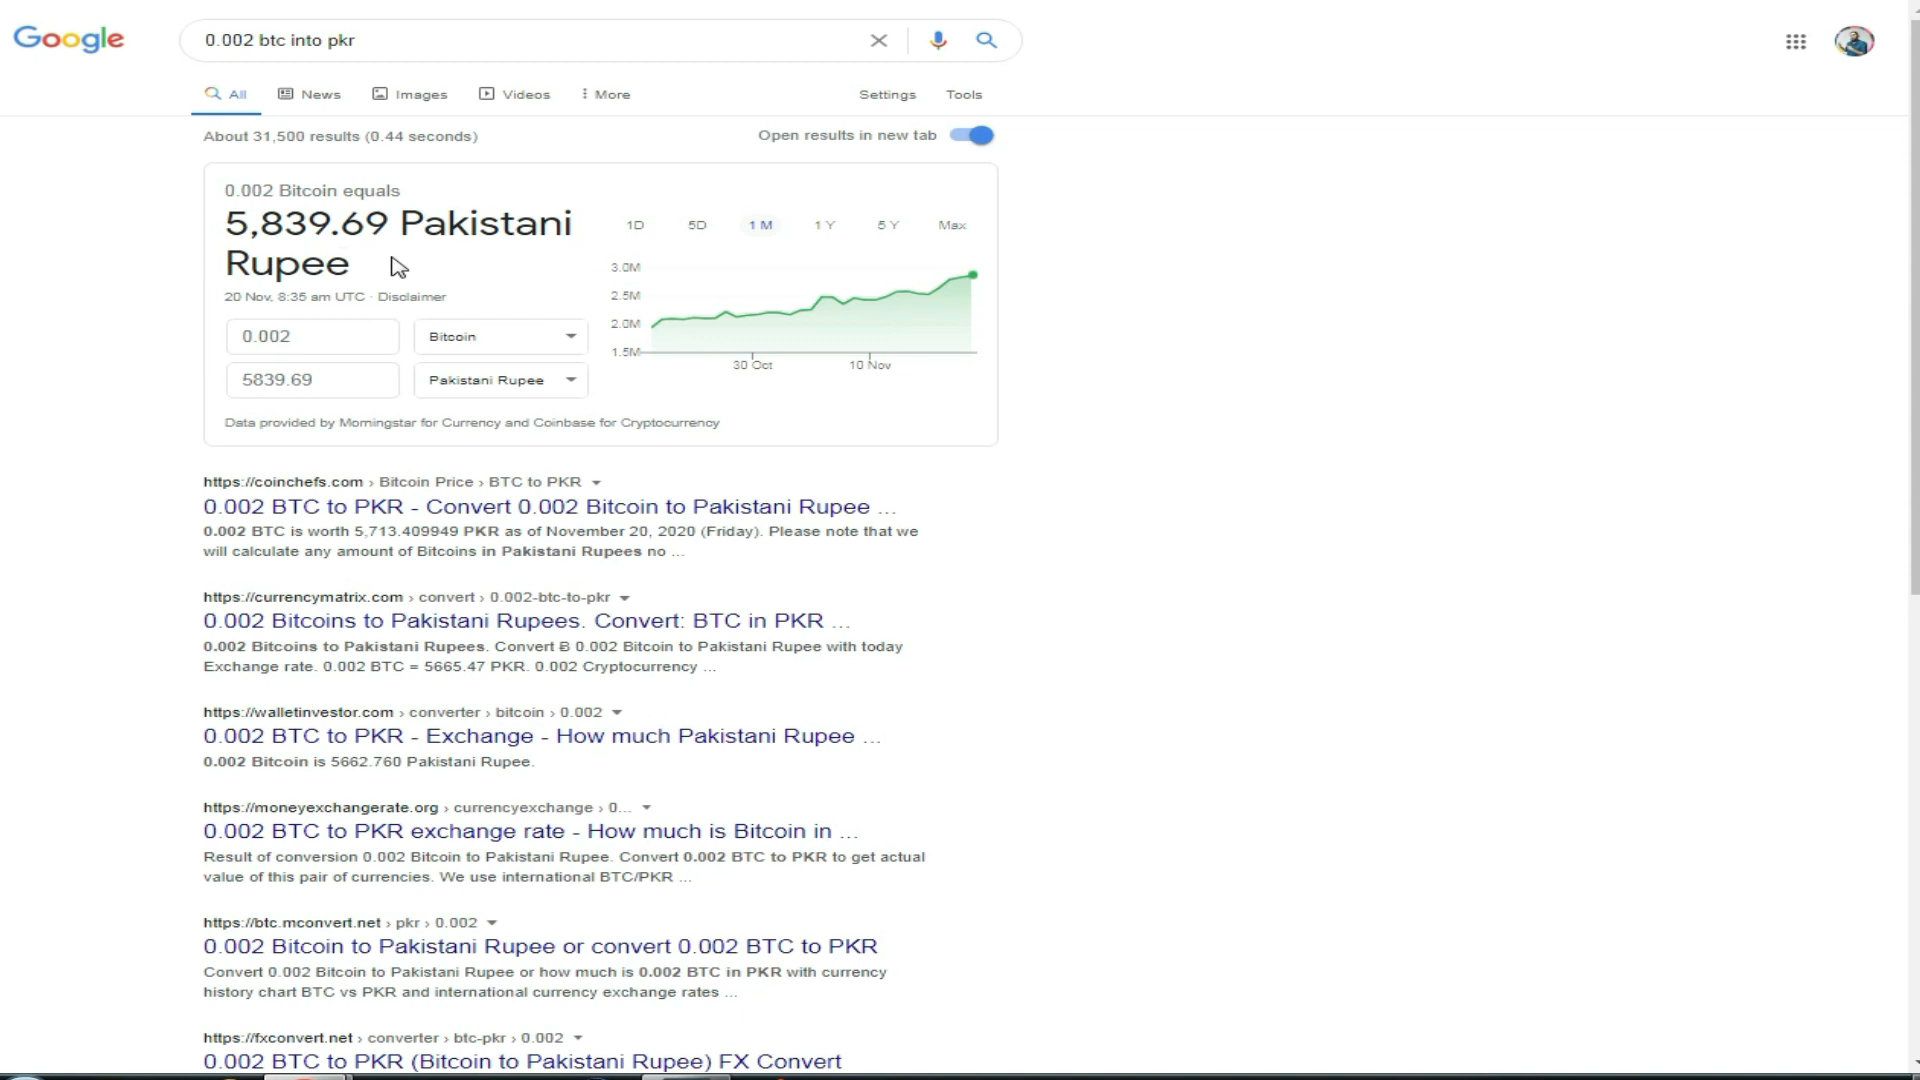 Google
0.002 btc into pkr
All News Images Videos More Settings Tools
About 31,500 results (0.44 seconds) Open results in new tab
0.002 Bitcoin equals
5,839.69 Pakistani
Rupee
20 Nov, 8:35 am UTC · Disclaimer
0.002 Bitcoin
5839.69 Pakistani Rupee
1D 5D 1 M 1 Y 5 Y Max
3.0M
2.5M
2.0M
1.5M
30 Oct 10 Nov
Data provided by Morningstar for Currency and Coinbase for Cryptocurrency
https://coinchefs.com › Bitcoin Price › BTC to PKR
0.002 BTC to PKR - Convert 0.002 Bitcoin to Pakistani Rupee ...
0.002 BTC is worth 5,713.409949 PKR as of November 20, 2020 (Friday). Please note that we
will calculate any amount of Bitcoins in Pakistani Rupees no ...
https://currencymatrix.com › convert › 0.002-btc-to-pkr
0.002 Bitcoins to Pakistani Rupees. Convert: BTC in PKR ...
0.002 Bitcoins to Pakistani Rupees. Convert Ƀ 0.002 Bitcoin to Pakistani Rupee with today
Exchange rate. 0.002 BTC = 5665.47 PKR. 0.002 Cryptocurrency ...
https://walletinvestor.com › converter › bitcoin › 0.002
0.002 BTC to PKR - Exchange - How much Pakistani Rupee ...
0.002 Bitcoin is 5662.760 Pakistani Rupee.
https://moneyexchangerate.org › currencyexchange › 0...
0.002 BTC to PKR exchange rate - How much is Bitcoin in ...
Result of conversion 0.002 Bitcoin to Pakistani Rupee. Convert 0.002 BTC to PKR to get actual
value of this pair of currencies. We use international BTC/PKR ...
https://btc.mconvert.net › pkr › 0.002
0.002 Bitcoin to Pakistani Rupee or convert 0.002 BTC to PKR
Convert 0.002 Bitcoin to Pakistani Rupee or how much is 0.002 BTC in PKR with currency
history chart BTC vs PKR and international currency exchange rates ...
https://fxconvert.net › converter › btc-pkr › 0.002
0.002 BTC to PKR (Bitcoin to Pakistani Rupee) FX Convert